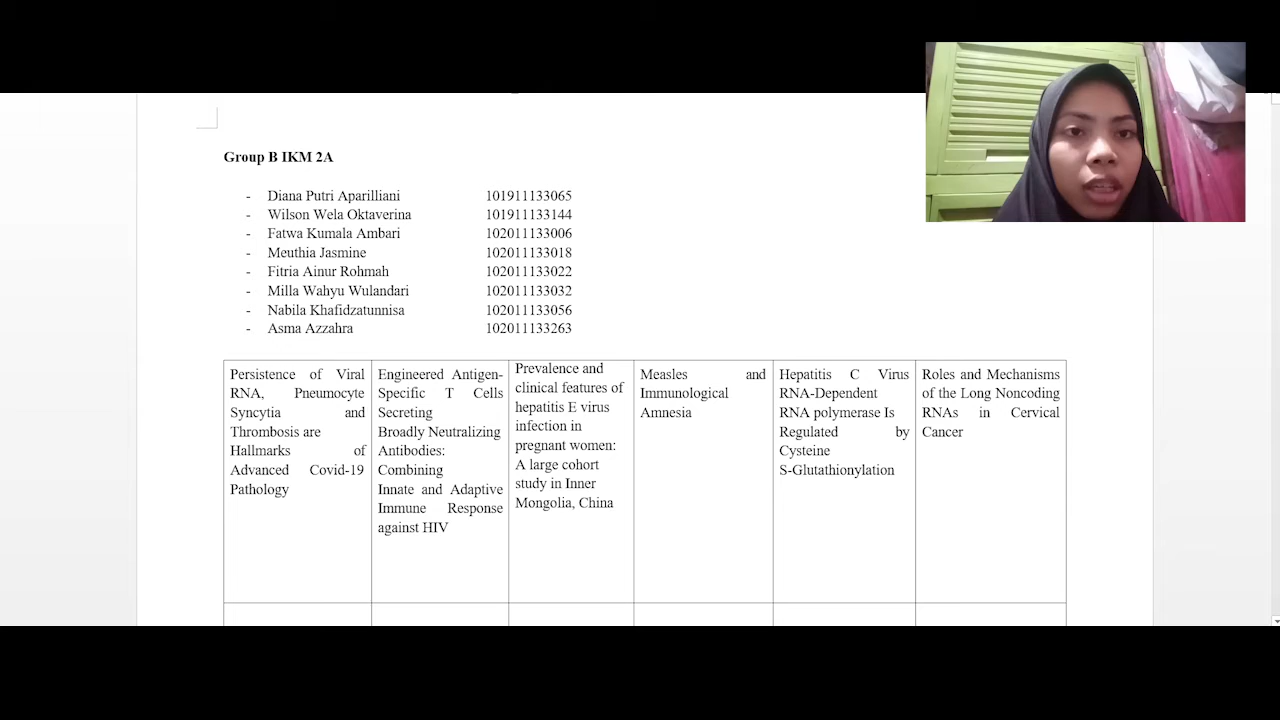 Group B IKM 2A
- Diana Putri Aparilliani 101911133065
- Wilson Wela Oktaverina 101911133144
- Fatwa Kumala Ambari 102011133006
- Meuthia Jasmine 102011133018
- Fitria Ainur Rohmah 102011133022
- Milla Wahyu Wulandari 102011133032
- Nabila Khafidzatunnisa 102011133056
- Asma Azzahra 102011133263
Persistence of Viral
RNA, Pneumocyte
Syncytia and
Thrombosis are
Hallmarks of
Advanced Covid-19
Pathology
Engineered Antigen-
Specific T Cells
Secreting
Broadly Neutralizing
Antibodies:
Combining
Innate and Adaptive
Immune Response
against HIV
Prevalence and
clinical features of
hepatitis E virus
infection in
pregnant women:
A large cohort
study in Inner
Mongolia, China
Measles and
Immunological
Amnesia
Hepatitis C Virus
RNA-Dependent
RNA polymerase Is
Regulated by
Cysteine
S-Glutathionylation
Roles and Mechanisms
of the Long Noncoding
RNAs in Cervical
Cancer